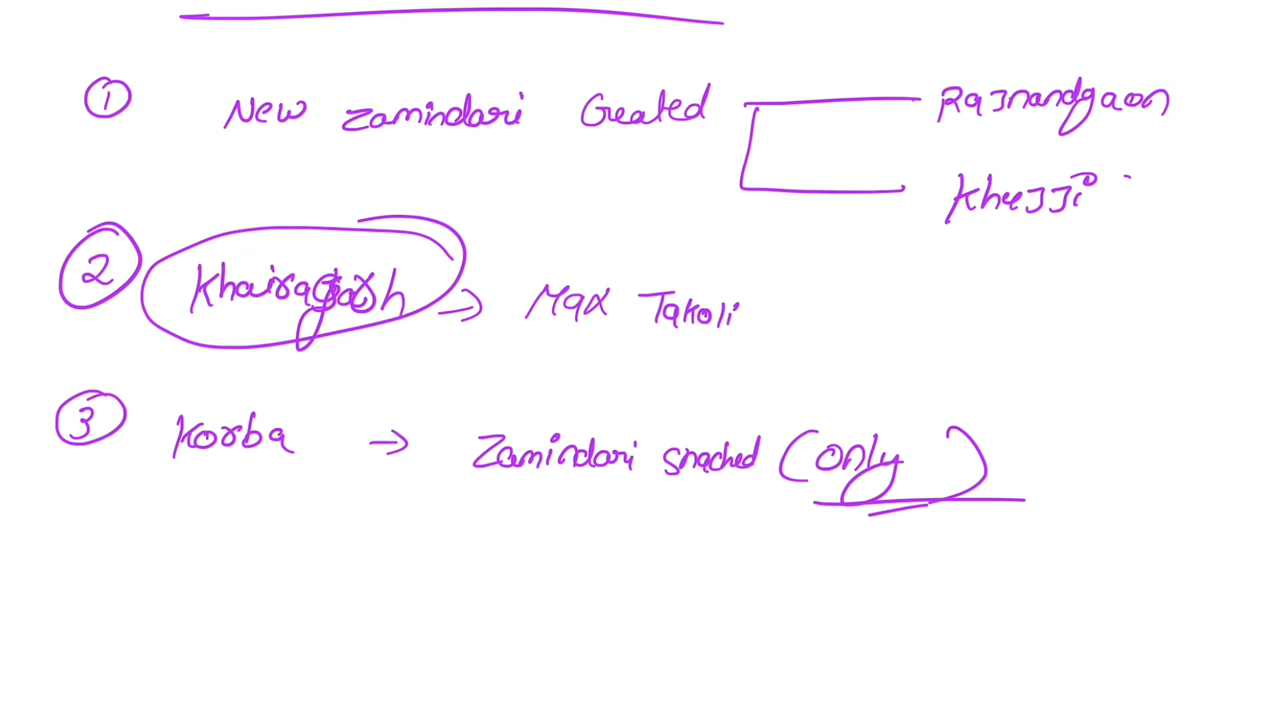 1 New Zamindari Created Rajnandgaon
Khujji
2 Khairagarh → Max Takoli
3 Korba → Zamindari snached (only)